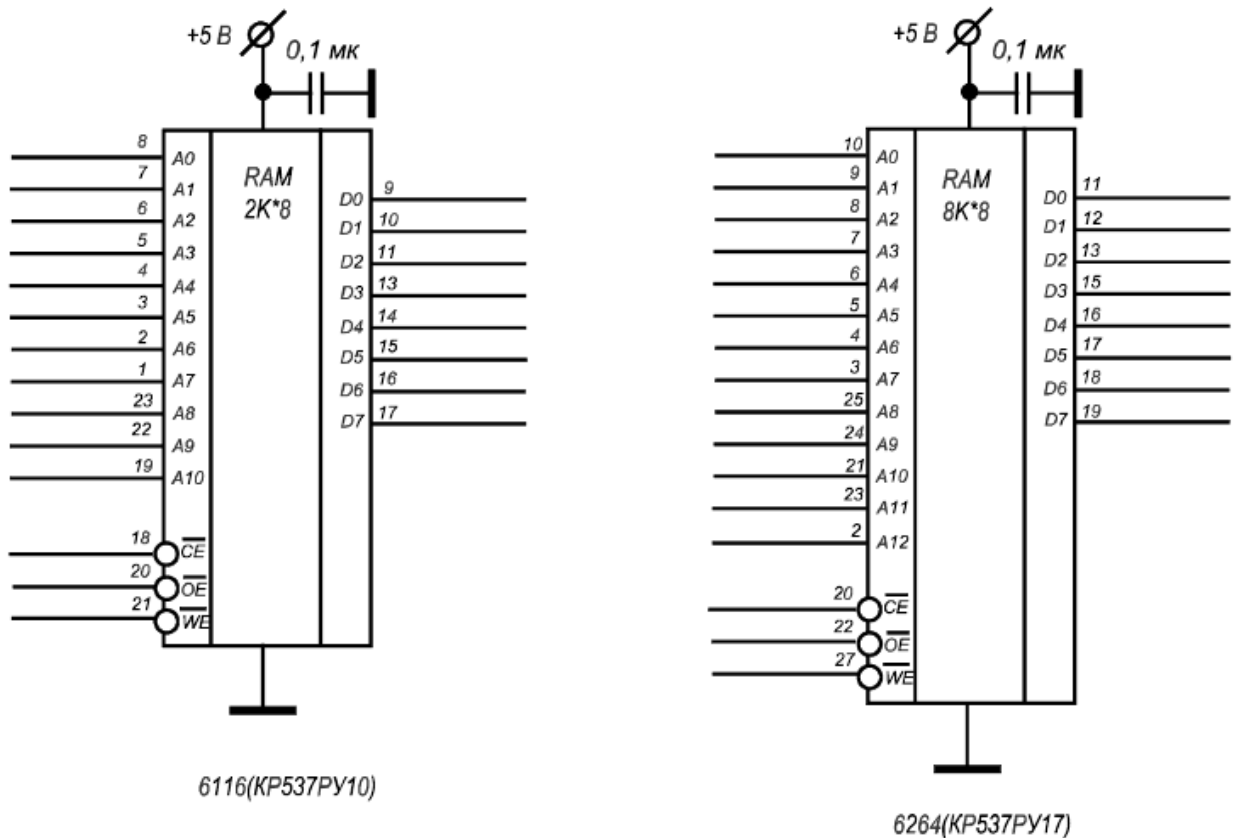 +5 В
0,1 мк
RAM
2K*8
8 A0
7 A1
6 A2
5 A3
4 A4
3 A5
2 A6
1 A7
23 A8
22 A9
19 A10
18 CE
20 OE
21 WE
D0 9
D1 10
D2 11
D3 13
D4 14
D5 15
D6 16
D7 17
6116(КР537РУ10)
+5 В
0,1 мк
RAM
8K*8
10 A0
9 A1
8 A2
7 A3
6 A4
5 A5
4 A6
3 A7
25 A8
24 A9
21 A10
23 A11
2 A12
20 CE
22 OE
27 WE
D0 11
D1 12
D2 13
D3 15
D4 16
D5 17
D6 18
D7 19
6264(КР537РУ17)